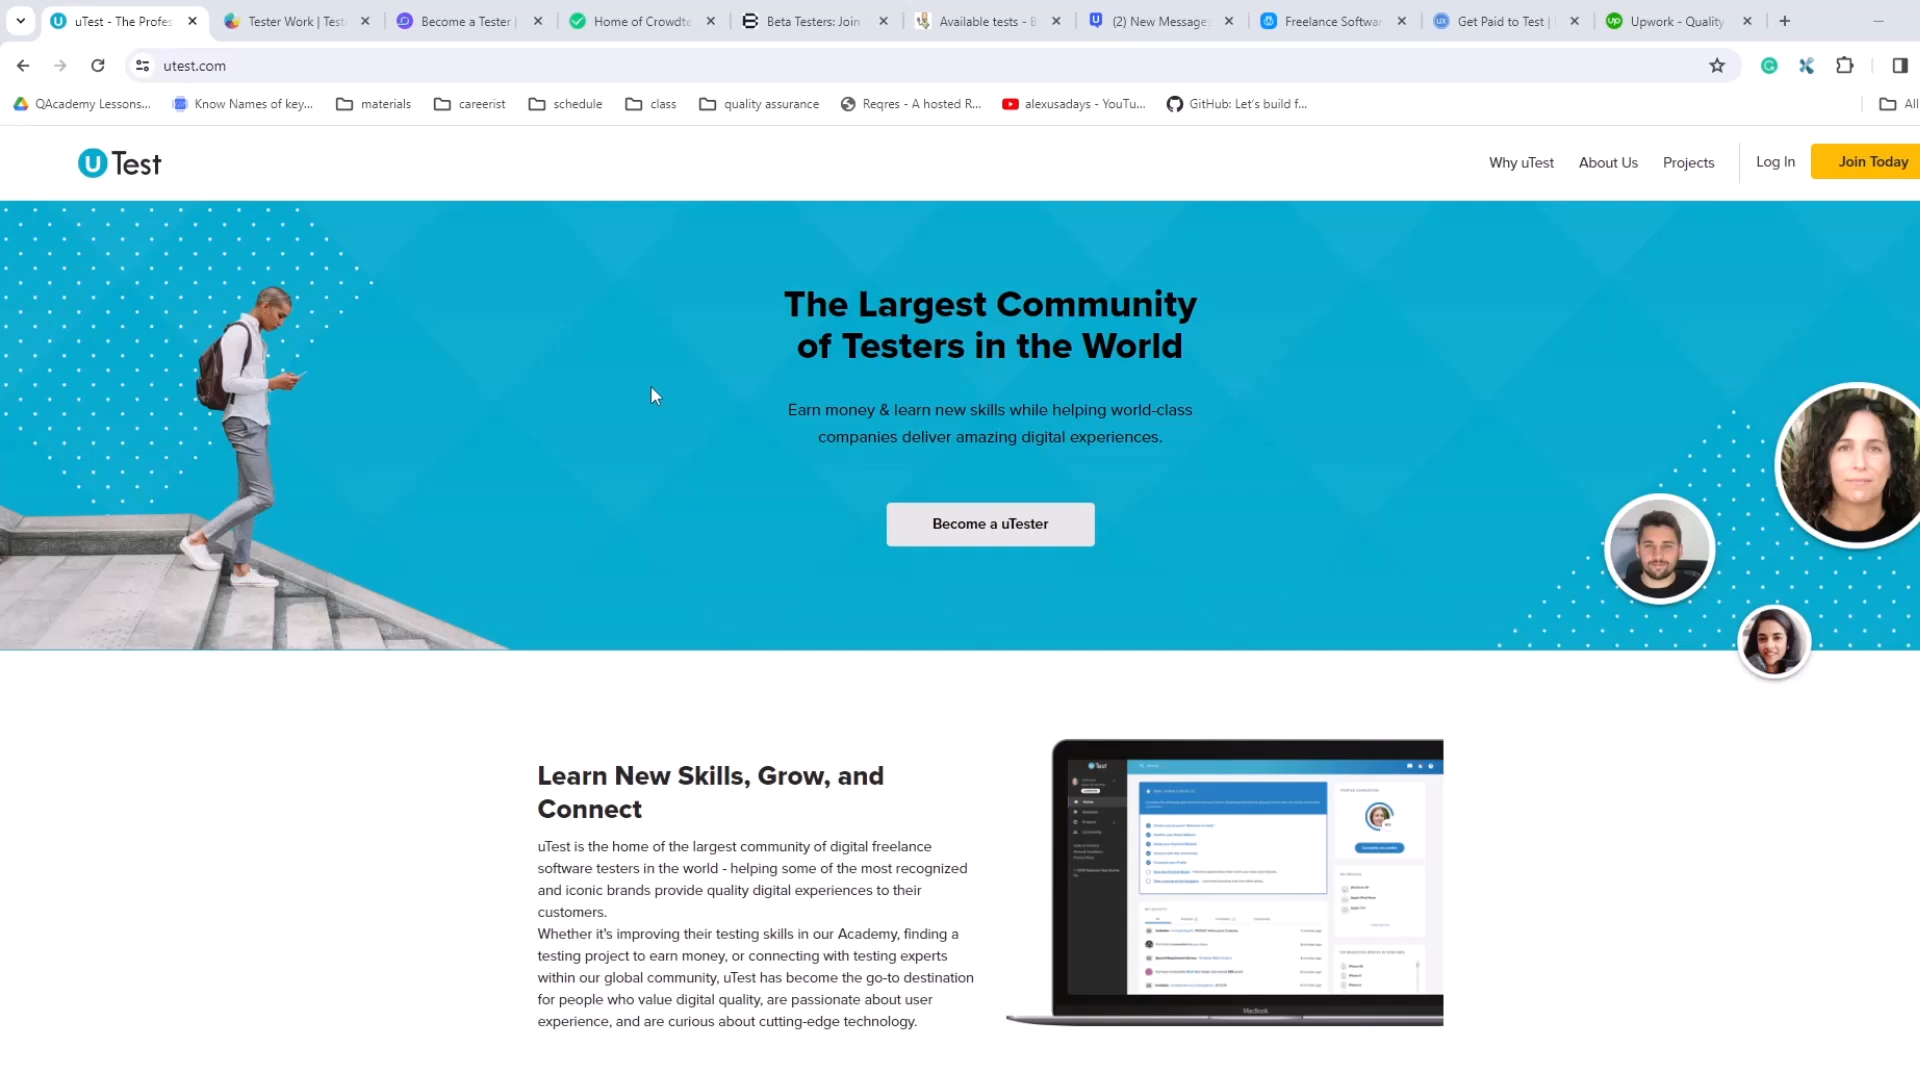 uTest - The Profes
Tester Work | Test
Become a Tester |
Home of Crowdte
Beta Testers: Join
Available tests - B
(2) New Message
Freelance Softwar
Get Paid to Test |
Upwork - Quality
utest.com
QAcademy Lessons...
Know Names of key...
materials
careerist
schedule
class
quality assurance
Reqres - A hosted R...
alexusadays - YouTu...
GitHub: Let's build f...
All
uTest
Why uTest
About Us
Projects
Log In
Join Today
The Largest Community
of Testers in the World
Earn money & learn new skills while helping world-class
companies deliver amazing digital experiences.
Become a uTester
Learn New Skills, Grow, and
Connect
uTest is the home of the largest community of digital freelance
software testers in the world - helping some of the most recognized
and iconic brands provide quality digital experiences to their
customers.
Whether it's improving their testing skills in our Academy, finding a
testing project to earn money, or connecting with testing experts
within our global community, uTest has become the go-to destination
for people who value digital quality, are passionate about user
experience, and are curious about cutting-edge technology.
MacBook